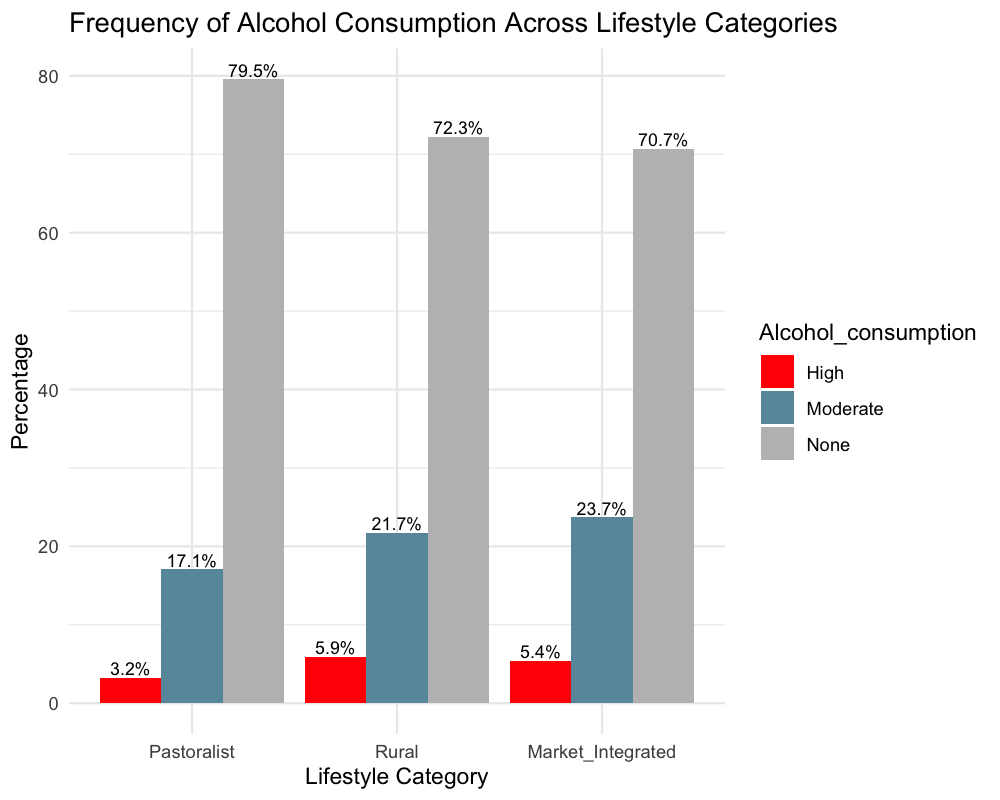 Frequency of Alcohol Consumption Across Lifestyle Categories
Percentage
80
60
40
20
0
79.5%
72.3%
70.7%
17.1%
21.7%
23.7%
3.2%
5.9%
5.4%
Pastoralist
Rural
Market_Integrated
Lifestyle Category
Alcohol_consumption
High
Moderate
None